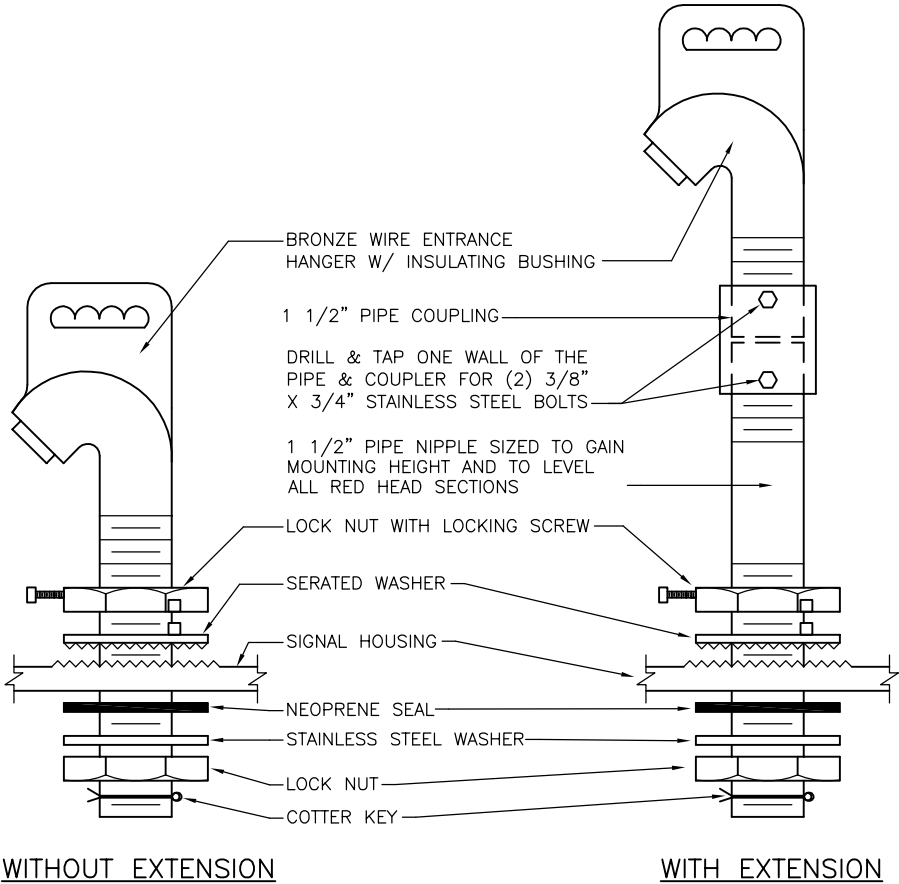 BRONZE WIRE ENTRANCE
HANGER W/ INSULATING BUSHING
1 1/2" PIPE COUPLING
DRILL & TAP ONE WALL OF THE
PIPE & COUPLER FOR (2) 3/8"
X 3/4" STAINLESS STEEL BOLTS
1 1/2" PIPE NIPPLE SIZED TO GAIN
MOUNTING HEIGHT AND TO LEVEL
ALL RED HEAD SECTIONS
LOCK NUT WITH LOCKING SCREW
SERATED WASHER
SIGNAL HOUSING
NEOPRENE SEAL
STAINLESS STEEL WASHER
LOCK NUT
COTTER KEY
WITHOUT EXTENSION
WITH EXTENSION